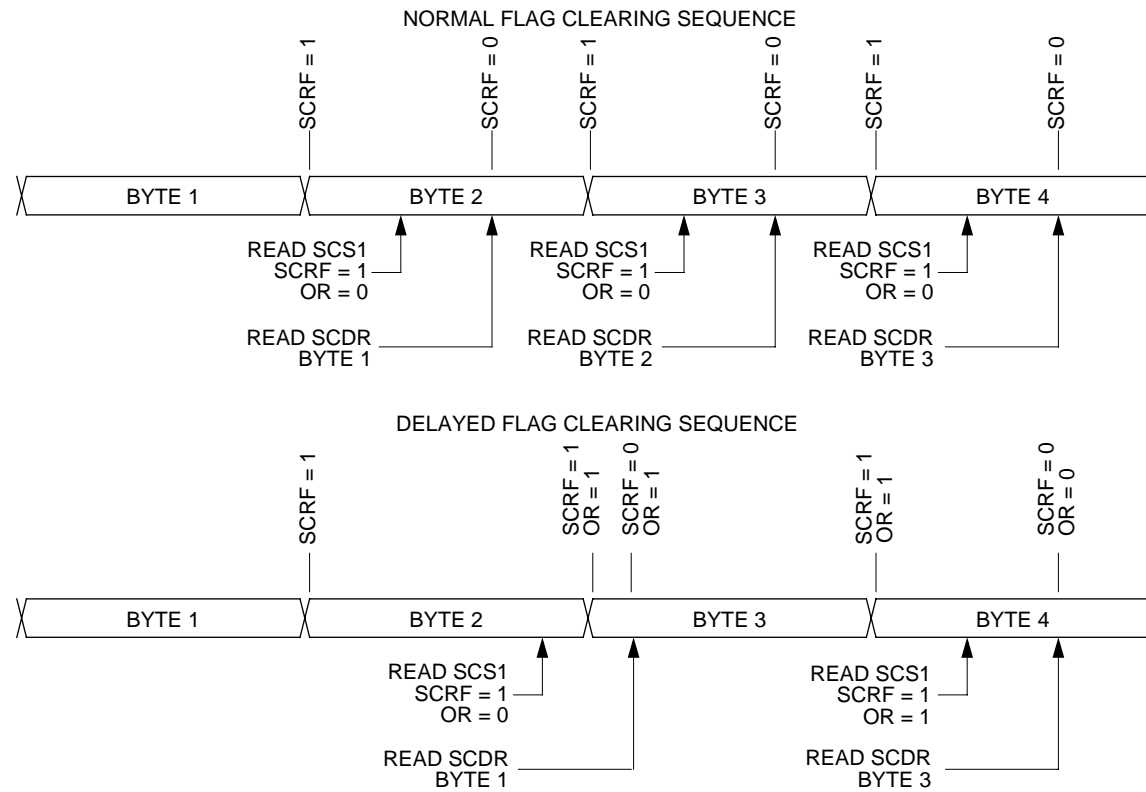 NORMAL FLAG CLEARING SEQUENCE
SCRF = 1
SCRF = 0
SCRF = 1
SCRF = 0
SCRF = 1
SCRF = 0
BYTE 1
BYTE 2
BYTE 3
BYTE 4
READ SCS1
SCRF = 1
OR = 0
READ SCS1
SCRF = 1
OR = 0
READ SCS1
SCRF = 1
OR = 0
READ SCDR
BYTE 1
READ SCDR
BYTE 2
READ SCDR
BYTE 3
DELAYED FLAG CLEARING SEQUENCE
SCRF = 1
SCRF = 1
OR = 1
SCRF = 0
OR = 1
SCRF = 1
OR = 1
SCRF = 0
OR = 0
BYTE 1
BYTE 2
BYTE 3
BYTE 4
READ SCS1
SCRF = 1
OR = 0
READ SCS1
SCRF = 1
OR = 1
READ SCDR
BYTE 1
READ SCDR
BYTE 3